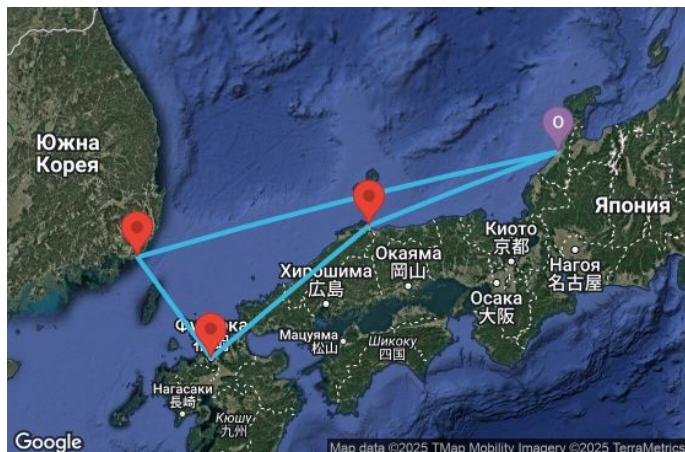 Южна
Корея
Япония
Киото
京都
Окаяма
岡山
Нагоя
名古屋
Хирошима
広島
Осака
大阪
Мацуяма
松山
Шикоку
四国
Нагасаки
長崎
Кюшу
九州
O
Google
Map data ©2025 TMap Mobility Imagery ©2025 TerraMetrics